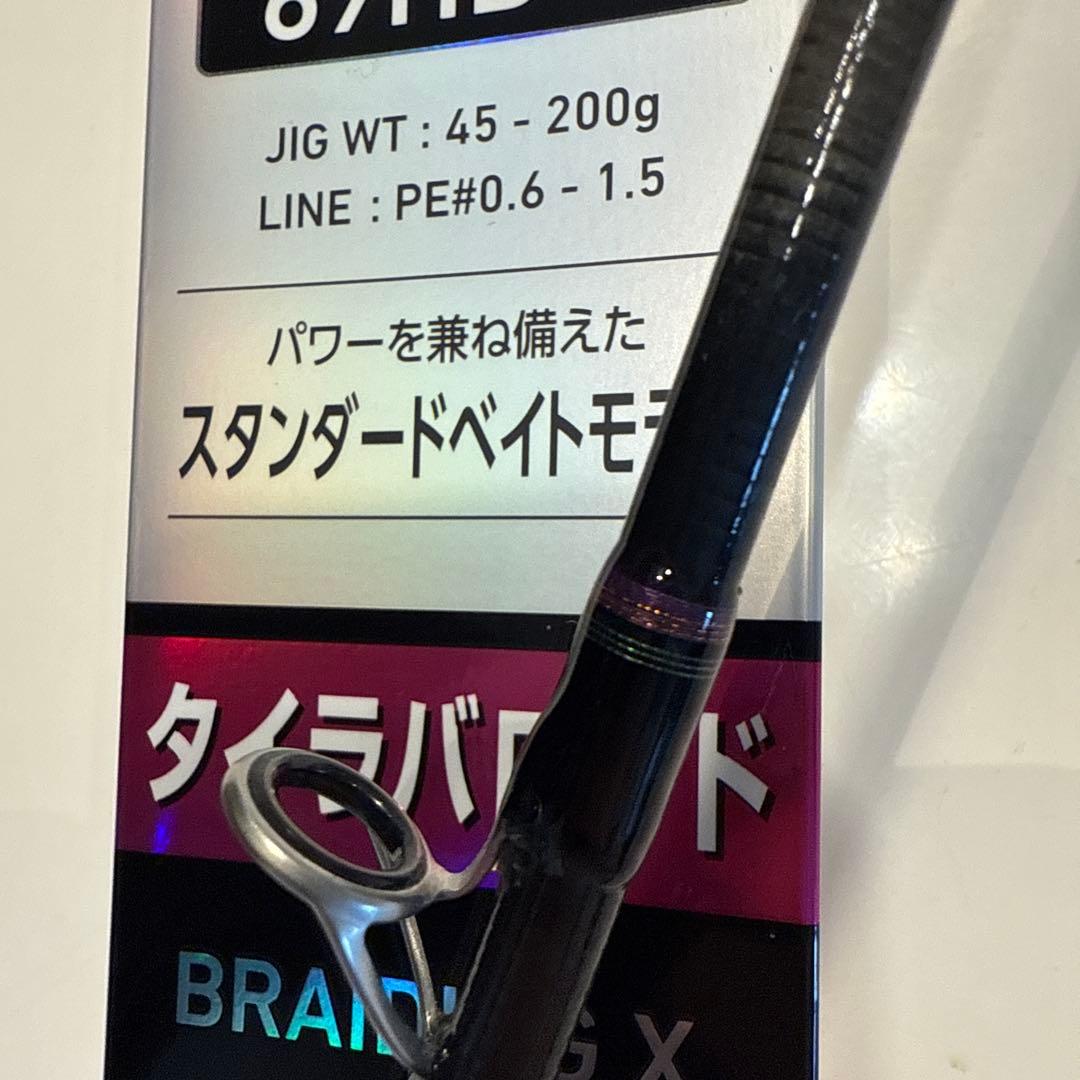 JIG WT : 45 - 200g
LINE : PE#0.6 - 1.5
パワーを兼ね備えた
スタンダードベイトモ
タイラバ ド
X